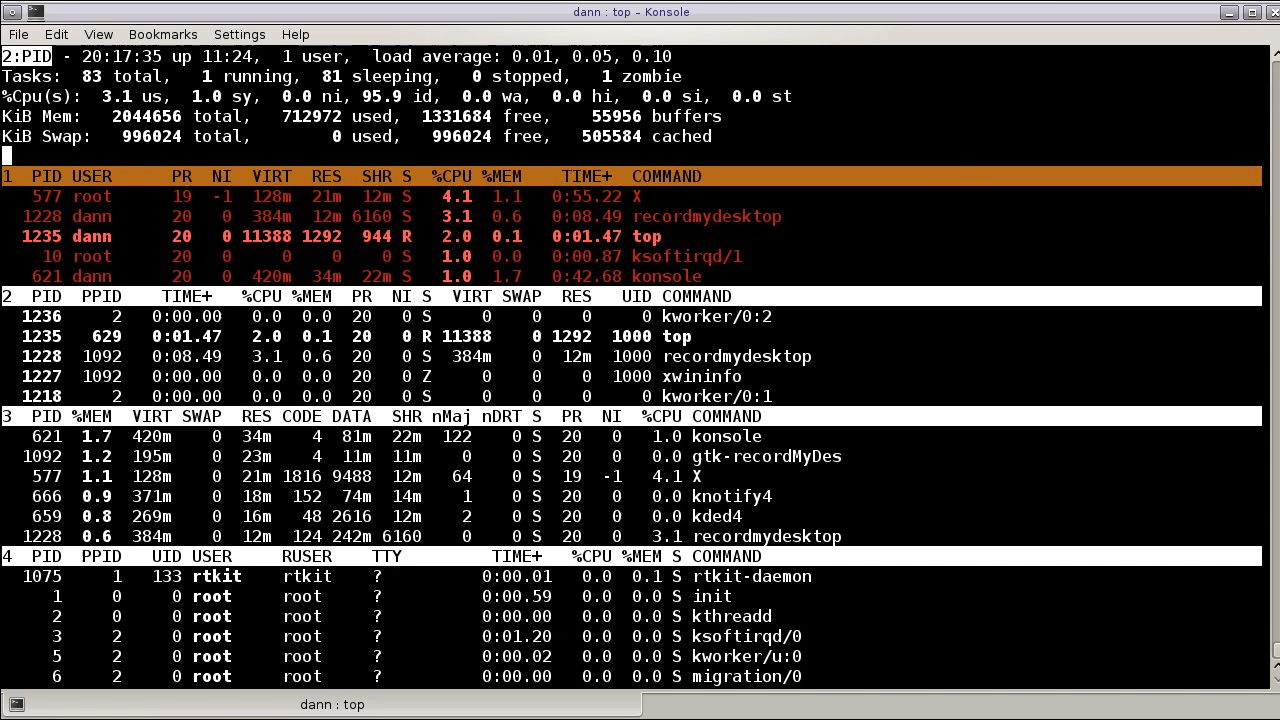 dann : top – Konsole
File Edit View Bookmarks Settings Help
2:PID - 20:17:35 up 11:24,  1 user,  load average: 0.01, 0.05, 0.10
Tasks:  83 total,   1 running,  81 sleeping,   0 stopped,   1 zombie
%Cpu(s):  3.1 us,  1.0 sy,  0.0 ni, 95.9 id,  0.0 wa,  0.0 hi,  0.0 si,  0.0 st
KiB Mem:   2044656 total,   712972 used,  1331684 free,    55956 buffers
KiB Swap:   996024 total,        0 used,   996024 free,   505584 cached
1  PID USER      PR  NI  VIRT  RES  SHR S  %CPU %MEM    TIME+  COMMAND
577 root      19  -1  128m  21m  12m S   4.1  1.1   0:55.22 X
1228 dann      20   0  384m  12m 6160 S   3.1  0.6   0:08.49 recordmydesktop
1235 dann      20   0 11388 1292  944 R   2.0  0.1   0:01.47 top
10 root      20   0     0    0    0 S   1.0  0.0   0:00.87 ksoftirqd/1
621 dann      20   0  420m  34m  22m S   1.0  1.7   0:42.68 konsole
2  PID  PPID    TIME+   %CPU %MEM  PR  NI S  VIRT SWAP  RES   UID COMMAND
1236     2   0:00.00   0.0  0.0  20   0 S     0    0    0     0 kworker/0:2
1235   629   0:01.47   2.0  0.1  20   0 R 11388    0 1292  1000 top
1228  1092   0:08.49   3.1  0.6  20   0 S  384m    0  12m  1000 recordmydesktop
1227  1092   0:00.00   0.0  0.0  20   0 Z     0    0    0  1000 xwininfo
1218     2   0:00.00   0.0  0.0  20   0 S     0    0    0     0 kworker/0:1
3  PID %MEM  VIRT SWAP  RES CODE DATA  SHR nMaj nDRT S  PR  NI  %CPU COMMAND
621  1.7  420m    0  34m    4  81m  22m  122    0 S  20   0   1.0 konsole
1092  1.2  195m    0  23m    4  11m  11m    0    0 S  20   0   0.0 gtk-recordMyDes
577  1.1  128m    0  21m 1816 9488  12m   64    0 S  19  -1   4.1 X
666  0.9  371m    0  18m  152  74m  14m    1    0 S  20   0   0.0 knotify4
659  0.8  269m    0  16m   48 2616  12m    2    0 S  20   0   0.0 kded4
1228  0.6  384m    0  12m  124 242m 6160    0    0 S  20   0   3.1 recordmydesktop
4  PID  PPID   UID USER     RUSER    TTY         TIME+   %CPU %MEM S COMMAND
1075     1   133 rtkit    rtkit    ?          0:00.01   0.0  0.1 S rtkit-daemon
1     0     0 root     root     ?          0:00.59   0.0  0.0 S init
2     0     0 root     root     ?          0:00.00   0.0  0.0 S kthreadd
3     2     0 root     root     ?          0:01.20   0.0  0.0 S ksoftirqd/0
5     2     0 root     root     ?          0:00.02   0.0  0.0 S kworker/u:0
6     2     0 root     root     ?          0:00.00   0.0  0.0 S migration/0
dann : top